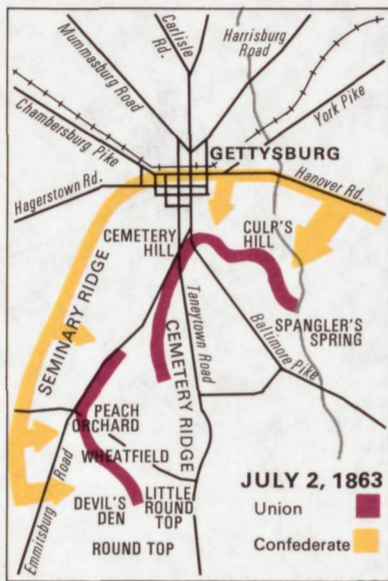 Carlisle
Rd.
Harrisburg
Road
Mummasburg Road
Chambersburg Pike
York Pike
GETTYSBURG
Hagerstown Rd.
Hanover Rd.
CEMETERY
HILL
CULP'S
HILL
SEMINARY RIDGE
CEMETERY RIDGE
Taneytown Road
Baltimore Pike
SPANGLER'S
SPRING
PEACH
ORCHARD
WHEATFIELD
Emmitsburg Road
DEVIL'S
DEN
LITTLE
ROUND
TOP
ROUND TOP
JULY 2, 1863
Union
Confederate